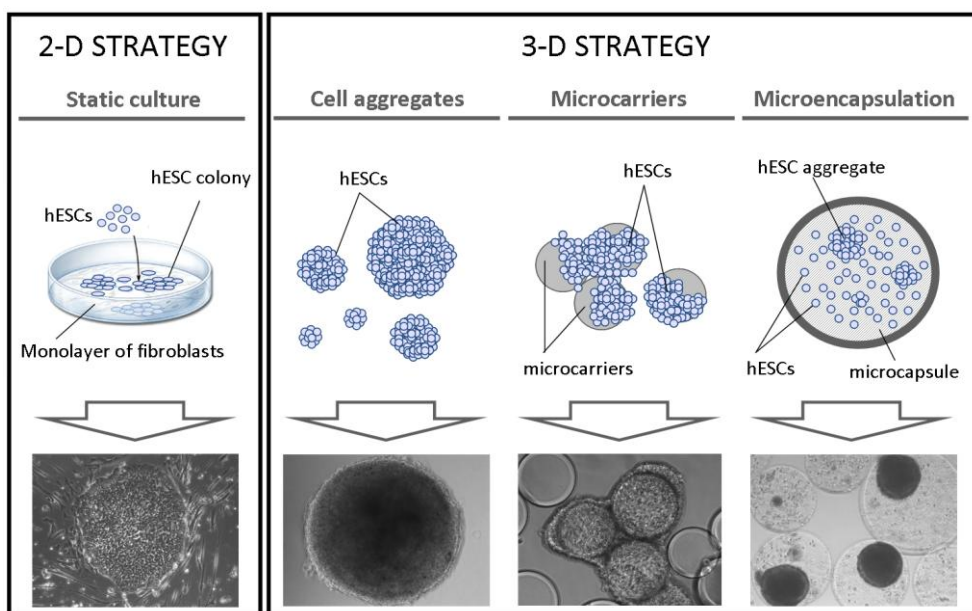 2-D STRATEGY
Static culture
hESC colony
hESCs
Monolayer of fibroblasts
3-D STRATEGY
Cell aggregates
hESCs
Microcarriers
hESCs
microcarriers
Microencapsulation
hESC aggregate
hESCs
microcapsule